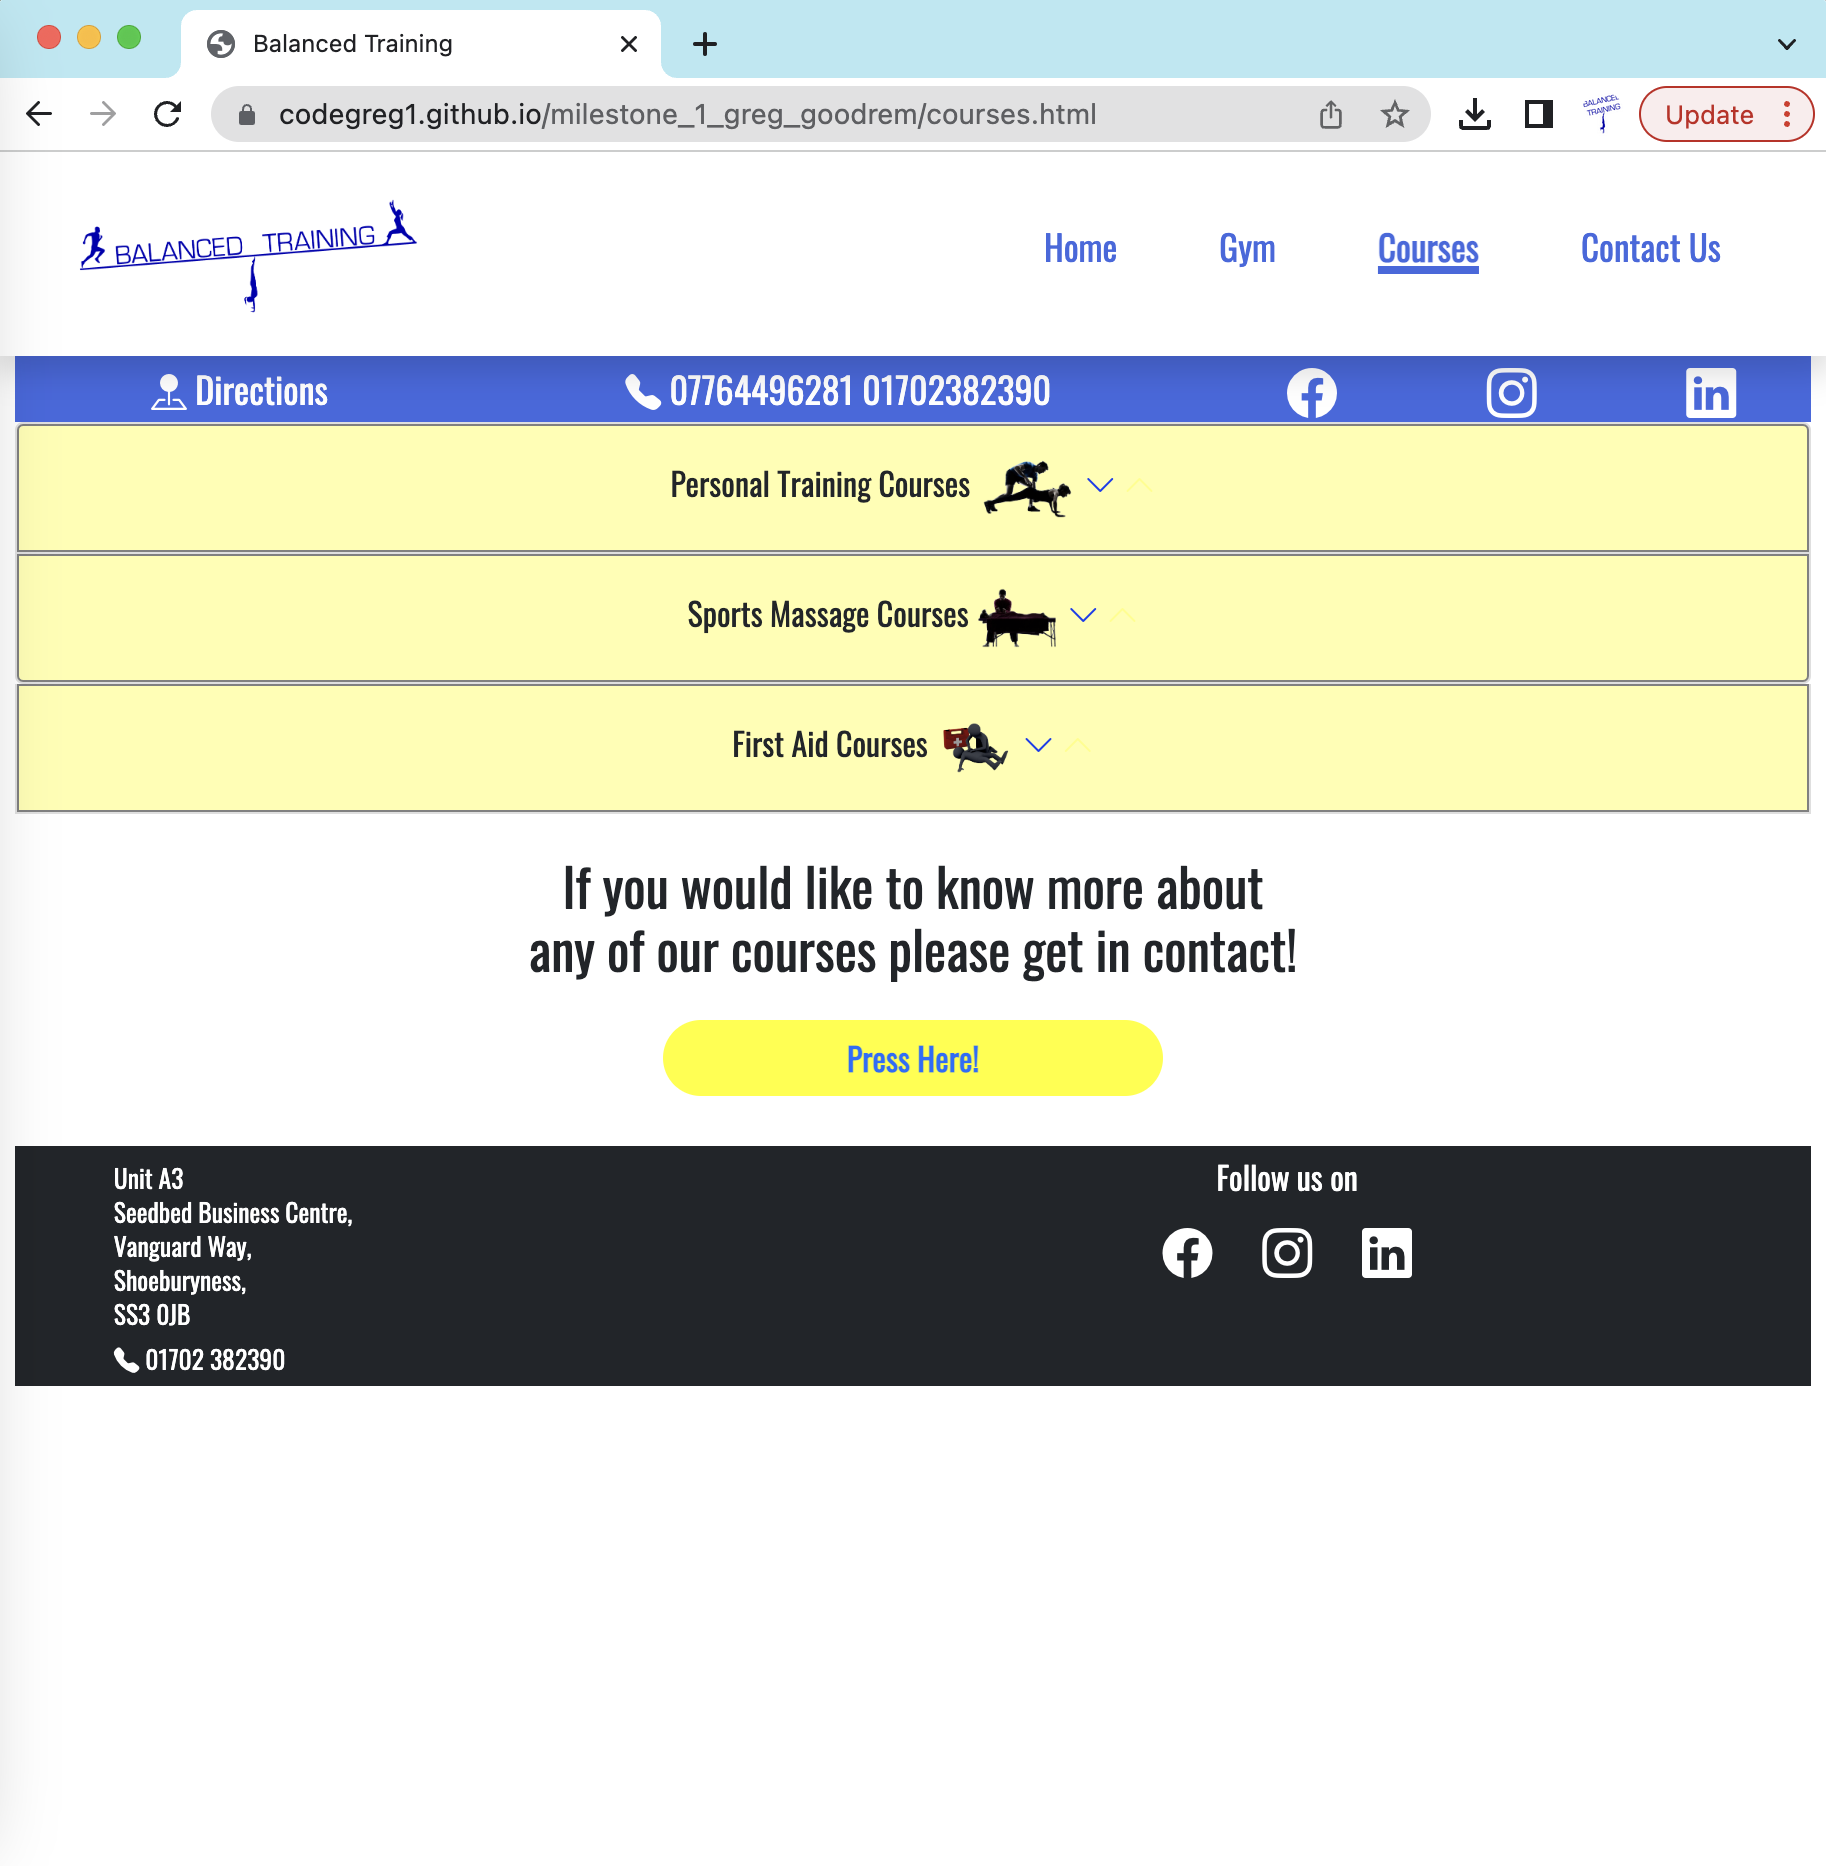 Balanced Training
codegreg1.github.io/milestone_1_greg_goodrem/courses.html
BALANCED TRAINING
Update
BALANCED TRAINING
Home Gym Courses Contact Us
Directions 07764496281 01702382390
Personal Training Courses
Sports Massage Courses
First Aid Courses
If you would like to know more about
any of our courses please get in contact!
Press Here!
Unit A3
Seedbed Business Centre,
Vanguard Way,
Shoeburyness,
SS3 0JB
01702 382390
Follow us on